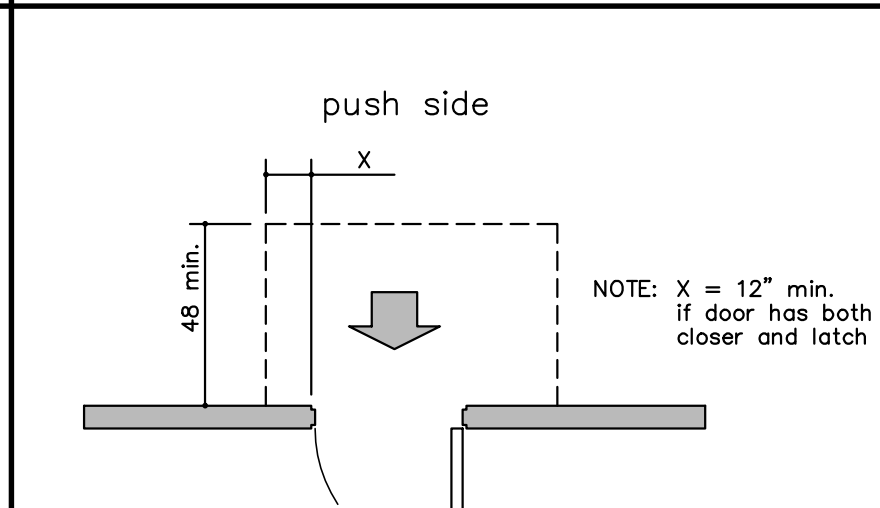 push side
X
48 min.
NOTE: X = 12” min.
if door has both
closer and latch